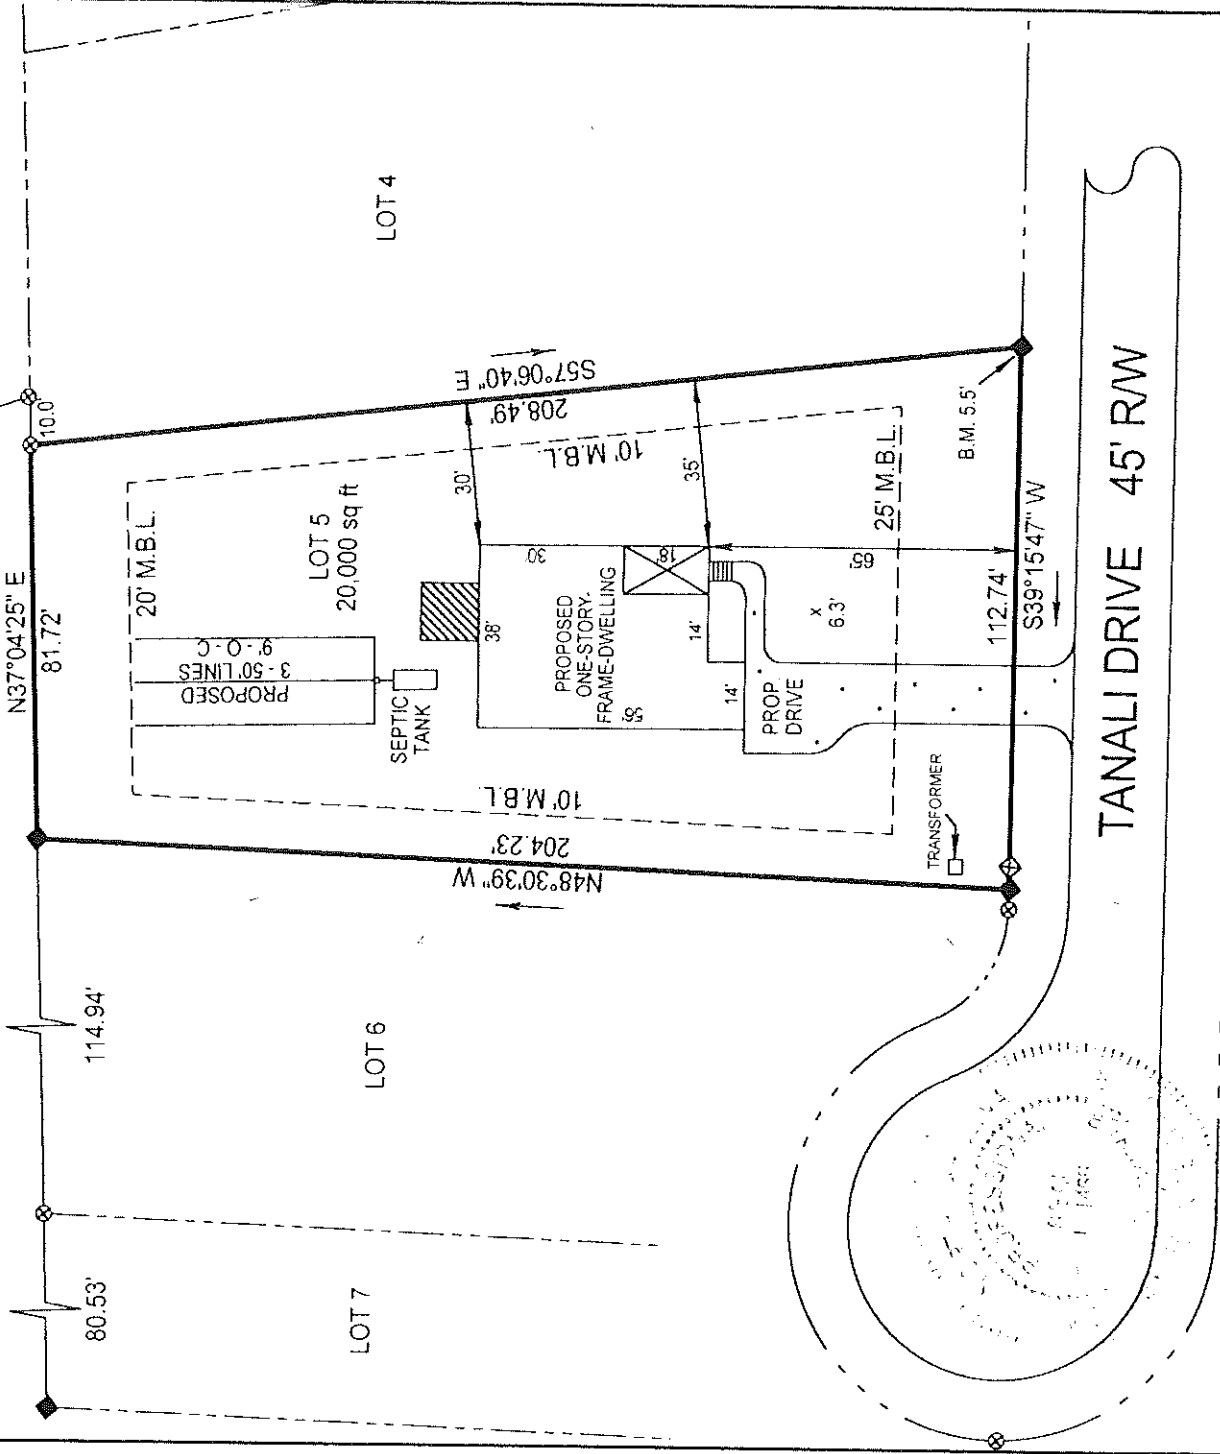 N37°04'25" E
81.72'
10.0'
20' M.B.L.
LOT 5
20,000 sq ft
LOT 4
PROPOSED
3 - 50' LINES
9' - O - C
SEPTIC
TANK
30'
S57°06'40" E
208.49'
10' M.B.L.
38'
30'
PROPOSED
ONE-STORY-
FRAME-DWELLING
18'
35'
14'
14'
56'
PROP.
DRIVE
x
6.3'
65'
25' M.B.L.
B.M. 5.5'
10' M.B.L.
204.23'
N48°30'39" W
TRANSFORMER
112.74'
S39°15'47" W
TANALI DRIVE 45' R/W
114.94'
LOT 6
80.53'
LOT 7